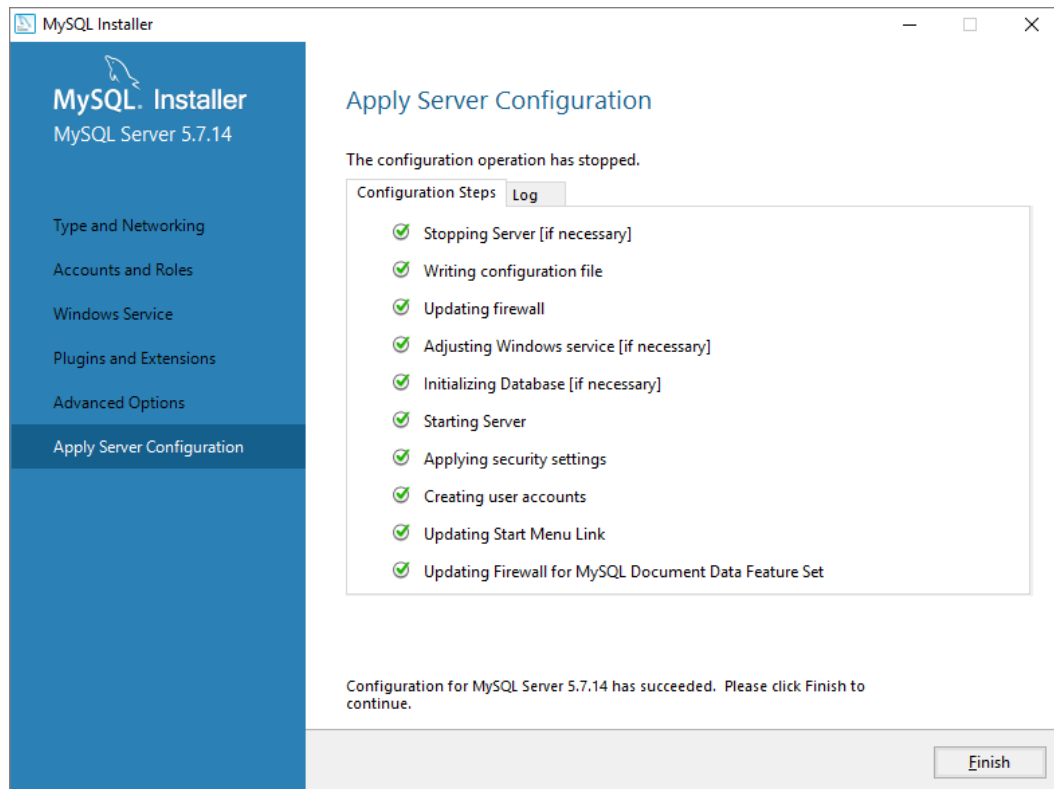 MySQL Installer
MySQL. Installer
MySQL Server 5.7.14
Type and Networking
Accounts and Roles
Windows Service
Plugins and Extensions
Advanced Options
Apply Server Configuration
Apply Server Configuration
The configuration operation has stopped.
Configuration Steps Log
Stopping Server [if necessary]
Writing configuration file
Updating firewall
Adjusting Windows service [if necessary]
Initializing Database [if necessary]
Starting Server
Applying security settings
Creating user accounts
Updating Start Menu Link
Updating Firewall for MySQL Document Data Feature Set
Configuration for MySQL Server 5.7.14 has succeeded. Please click Finish to
continue.
Finish